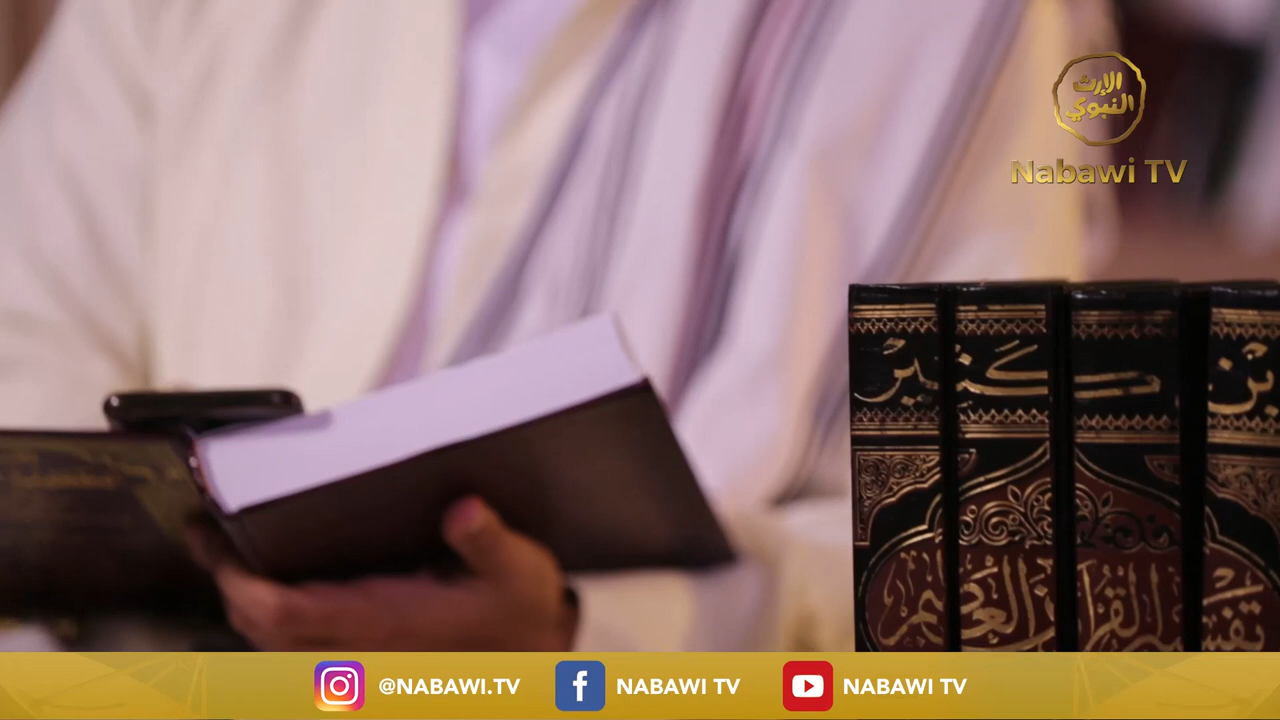 الإرث
النبوي
Nabawi TV
ابن كثير
تفسير القرآن العظيم
@NABAWI.TV NABAWI TV NABAWI TV